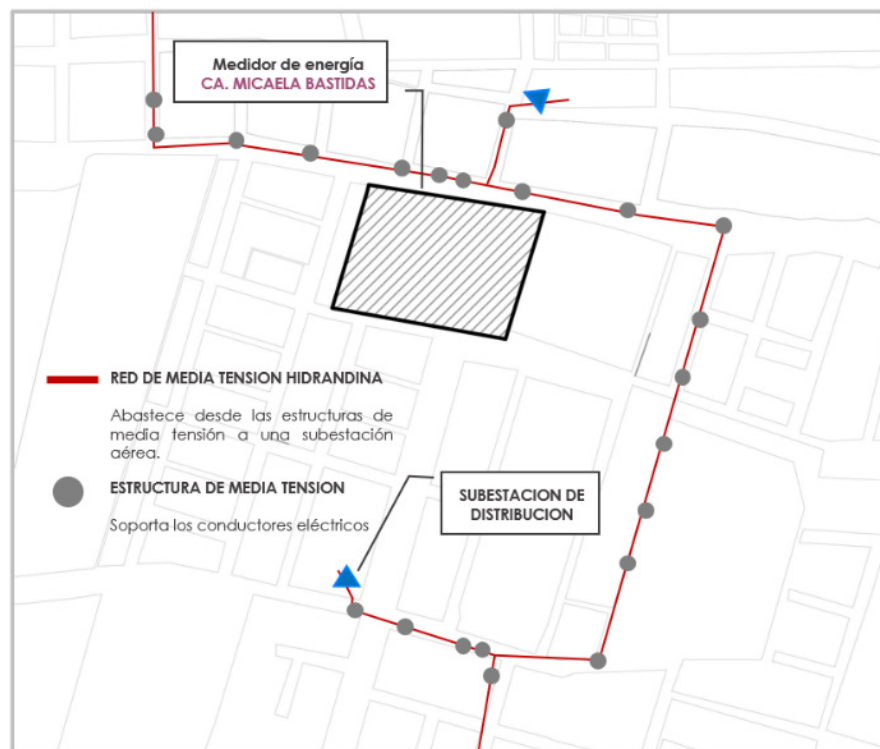 Medidor de energía
CA. MICAELA BASTIDAS
RED DE MEDIA TENSION HIDRANDINA
Abastece desde las estructuras de
media tensión a una subestación
aérea.
ESTRUCTURA DE MEDIA TENSION
Soporta los conductores eléctricos
SUBESTACION DE
DISTRIBUCION